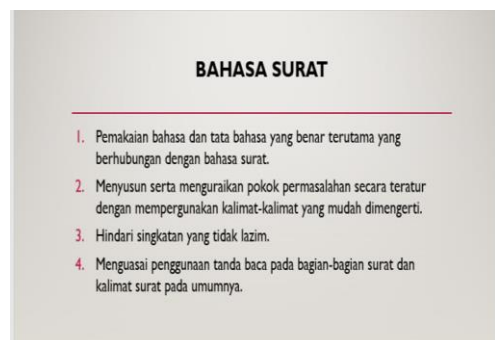 BAHASA SURAT
1. Pemakaian bahasa dan tata bahasa yang benar terutama yang
berhubungan dengan bahasa surat.
2. Menyusun serta menguraikan pokok permasalahan secara teratur
dengan mempergunakan kalimat-kalimat yang mudah dimengerti.
3. Hindari singkatan yang tidak lazim.
4. Menguasai penggunaan tanda baca pada bagian-bagian surat dan
kalimat surat pada umumnya.